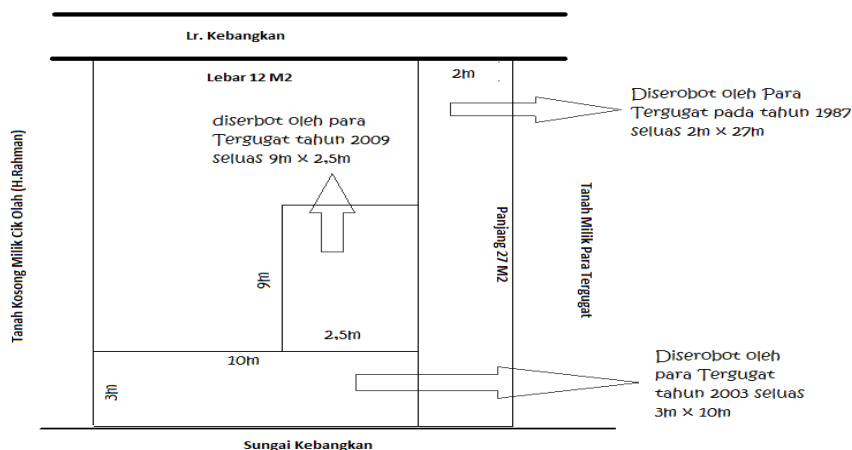 Lr. Kebangkan
Lebar 12 M2
2m
diserbot oleh para
Tergugat tahun 2009
seluas 9m X 2,5m
Diserobot oleh Para
Tergugat pada tahun 1987
seluas 2m X 27m
Tanah Kosong Milik Cik Olah (H.Rahman)
Panjang 27 M2
Tanah Milik Para Tergugat
9m
2,5m
10m
3m
Diserobot oleh
para Tergugat
tahun 2003 seluas
3m X 10m
Sungai Kebangkan